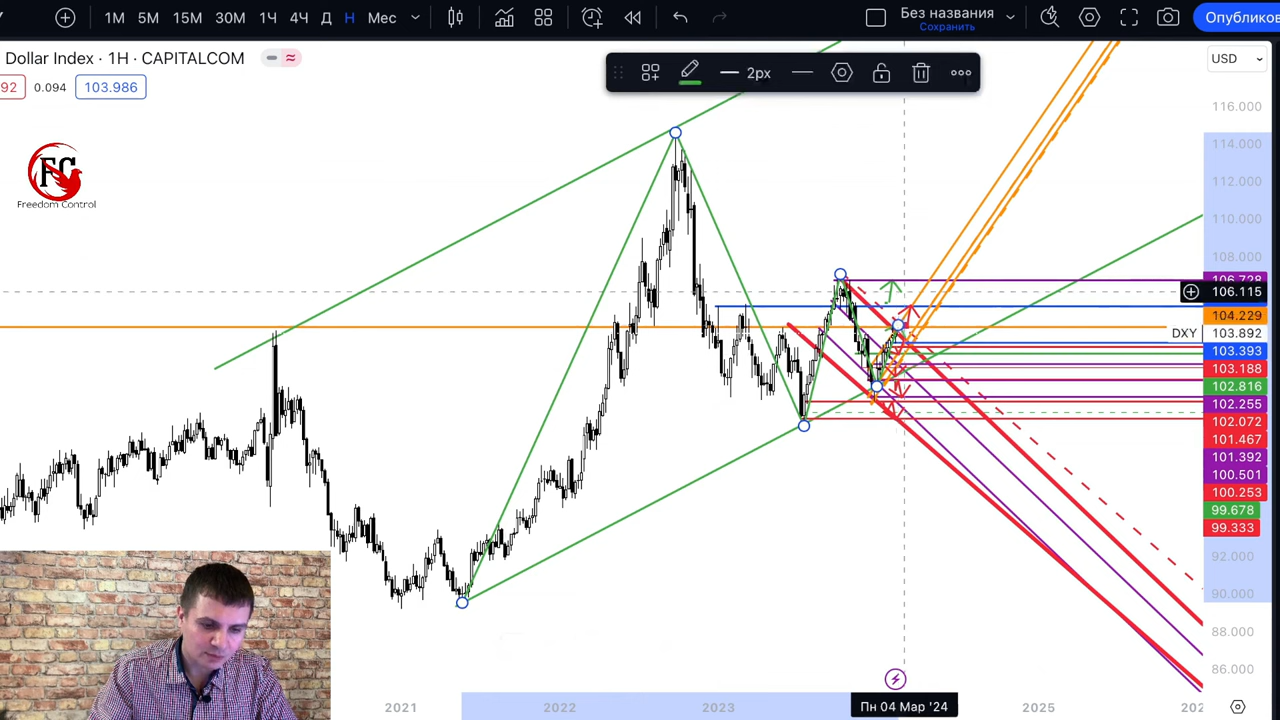 1M 5M 15M 30M 1Ч 4Ч Д Н Мес
Без названия
Сохранить
Опубликов
Dollar Index · 1H · CAPITALCOM
92 0.094 103.986
2px
USD
FC
Freedom Control
116.000
114.000
112.000
110.000
108.000
106.728
106.115
104.229
DXY 103.892
103.393
103.188
102.816
102.255
102.072
101.467
101.392
100.501
100.253
99.678
99.333
92.000
90.000
88.000
86.000
2021 2022 2023 Пн 04 Мар '24 2025 202